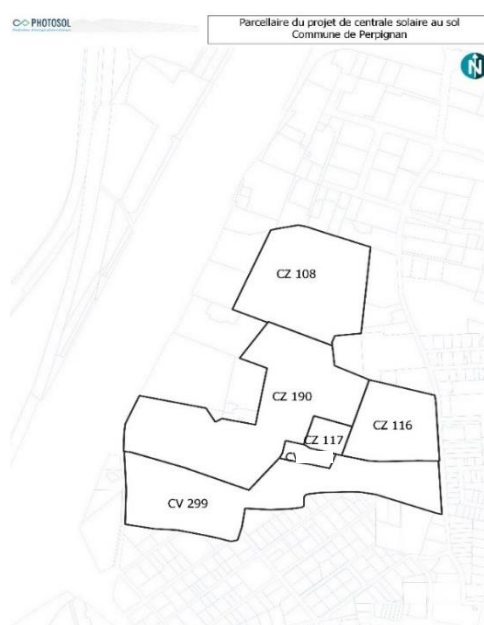 PHOTOSOL
Parcellaire du projet de centrale solaire au sol
Commune de Perpignan
N
CZ 108
CZ 190
CZ 116
CZ 117
CV 299